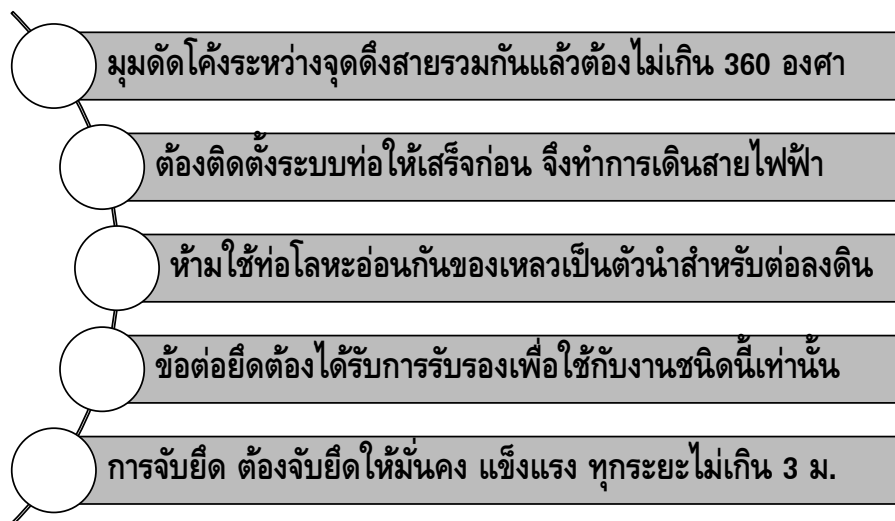 มุมดัดโค้งระหว่างจุดดึงสายรวมกันแล้วต้องไม่เกิน 360 องศา
ต้องติดตั้งระบบท่อให้เสร็จก่อน จึงทำการเดินสายไฟฟ้า
ห้ามใช้ท่อโลหะอ่อนกันของเหลวเป็นตัวนำสำหรับต่อลงดิน
ข้อต่อยึดต้องได้รับการรับรองเพื่อใช้กับงานชนิดนี้เท่านั้น
การจับยึด ต้องจับยึดให้มั่นคง แข็งแรง ทุกระยะไม่เกิน 3 ม.